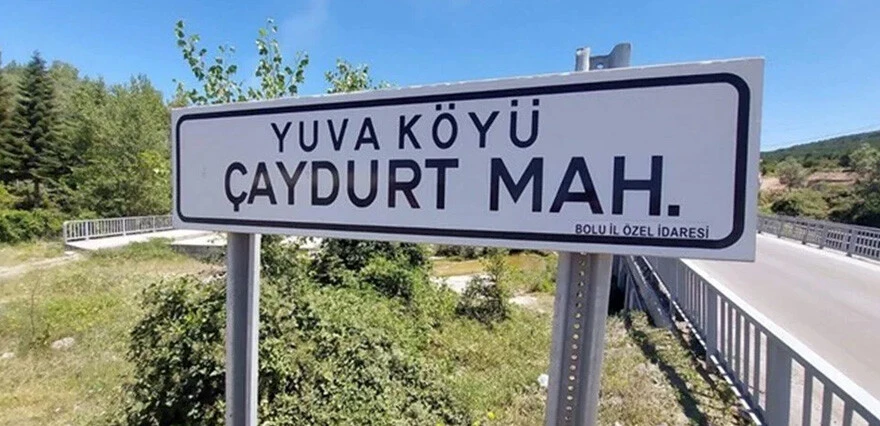 YUVA KÖYÜ
ÇAYDURT MAH.
BOLU İL ÖZEL İDARESİ